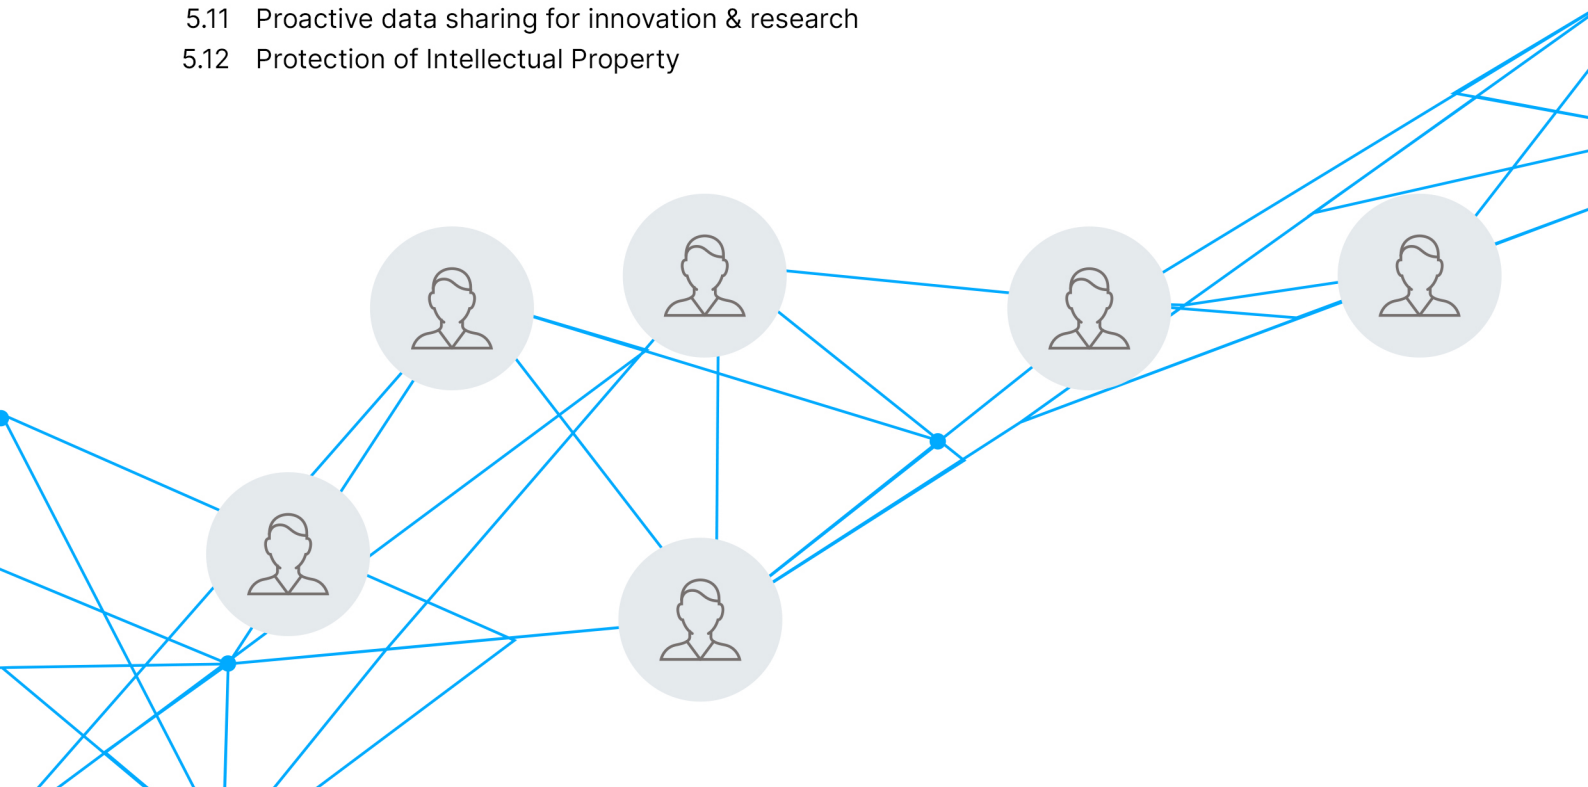 5.11 Proactive data sharing for innovation & research
5.12 Protection of Intellectual Property